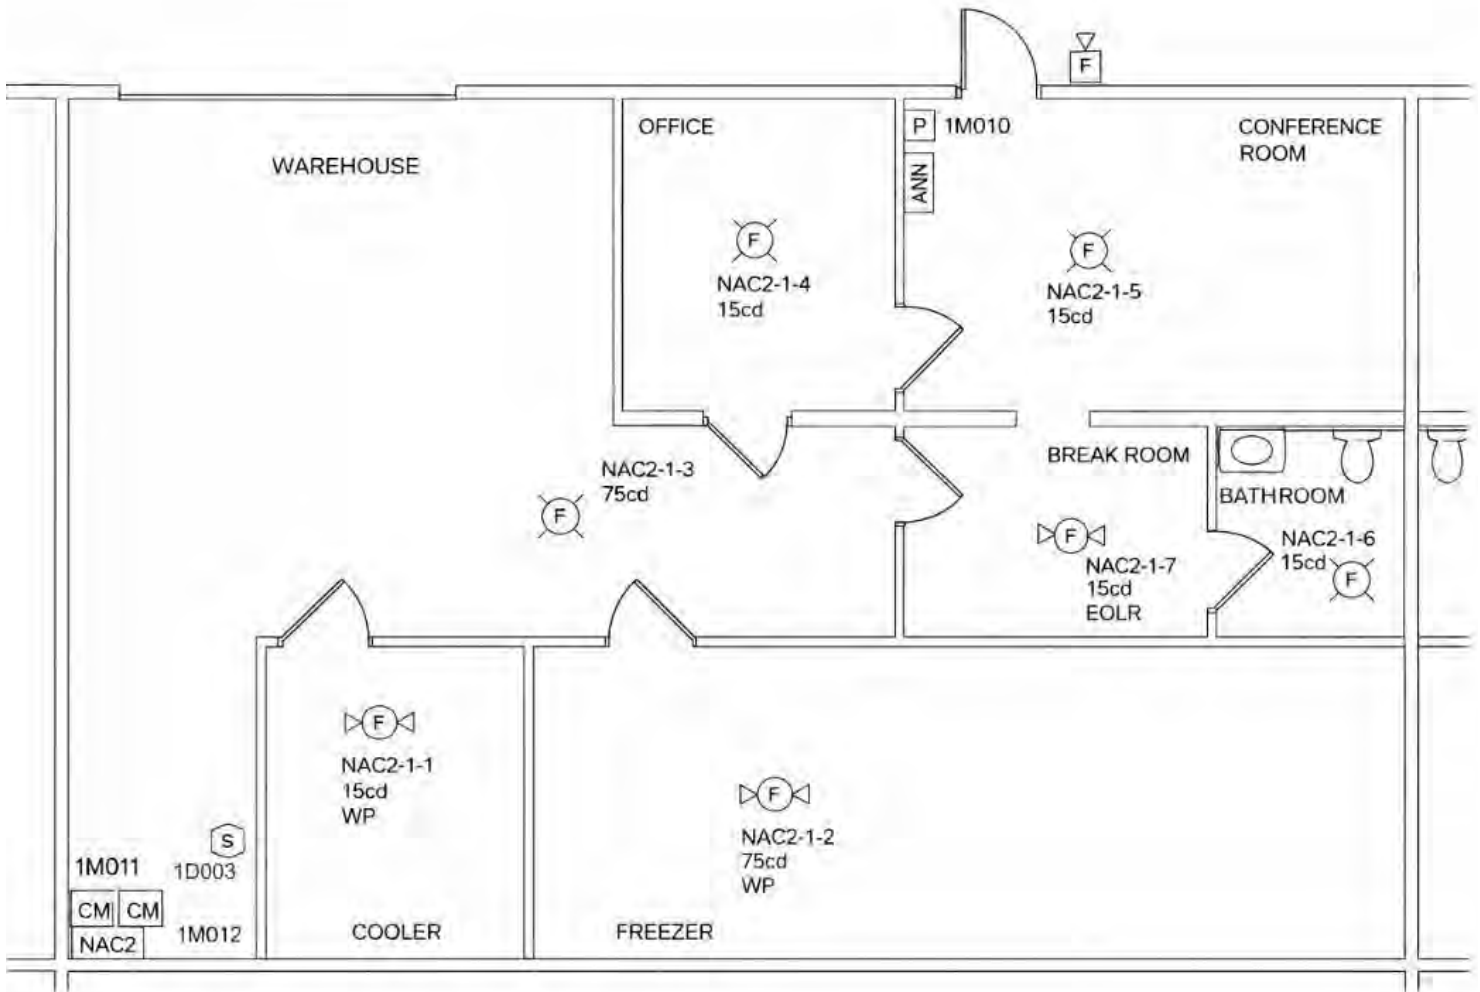 F
OFFICE
P 1M010
CONFERENCE
ROOM
WAREHOUSE
ANN
F
NAC2-1-4
15cd
F
NAC2-1-5
15cd
NAC2-1-3
75cd
F
BREAK ROOM
BATHROOM
F
NAC2-1-7
15cd
EOLR
NAC2-1-6
15cd
F
F
NAC2-1-1
15cd
WP
F
NAC2-1-2
75cd
WP
S
1D003
1M011
CM CM
NAC2
1M012
COOLER
FREEZER